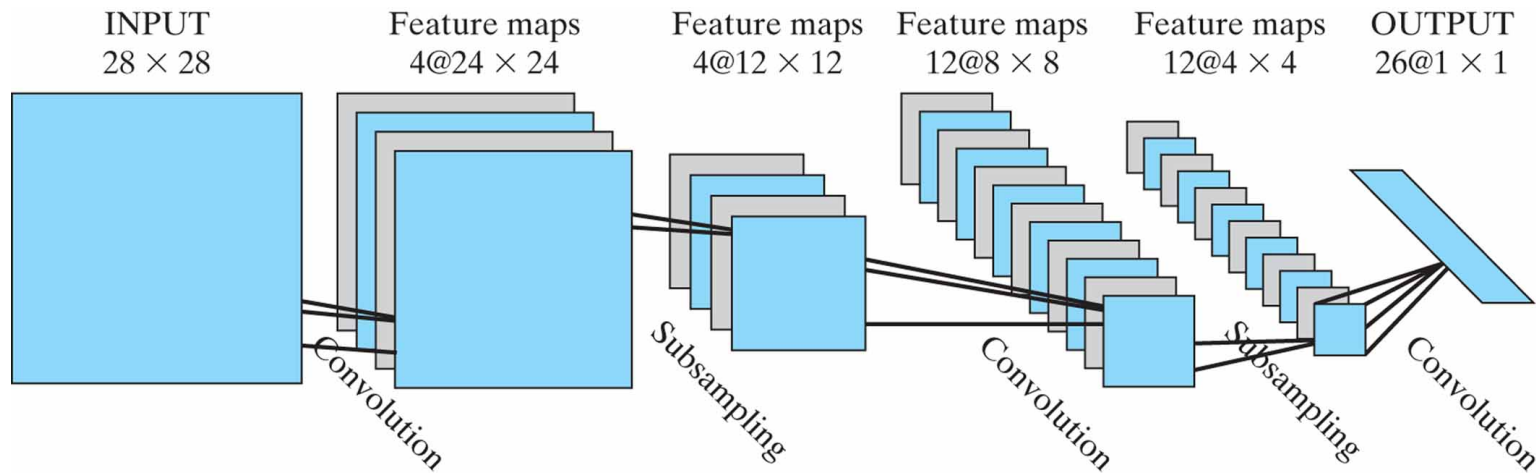 INPUT
28 × 28
Feature maps
4@24 × 24
Feature maps
4@12 × 12
Feature maps
12@8 × 8
Feature maps
12@4 × 4
OUTPUT
26@1 × 1
Convolution
Subsampling
Convolution
Subsampling
Convolution